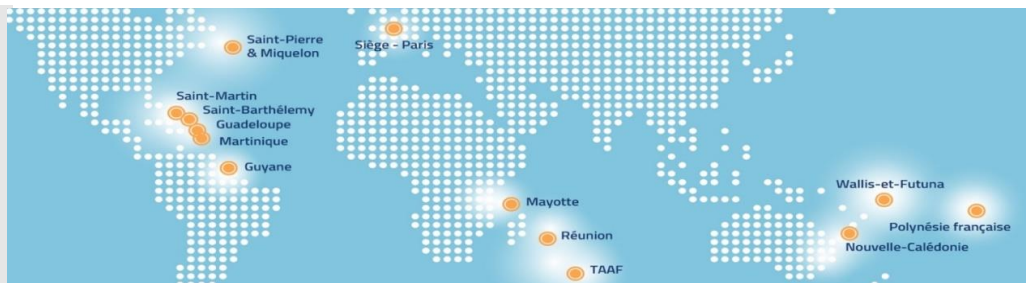 Saint-Pierre
& Miquelon
Siège - Paris
Saint-Martin
Saint-Barthélemy
Guadeloupe
Martinique
Guyane
Mayotte
Réunion
TAAF
Wallis-et-Futuna
Polynésie française
Nouvelle-Calédonie